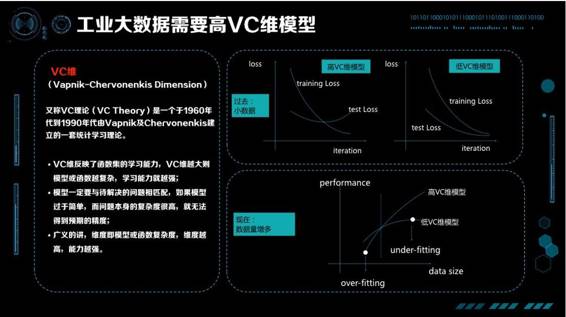 工业大数据需要高VC维模型
1011011000101011000101110100111000110100
VC维
（Vapnik-Chervonenkis Dimension）
又称VC理论（VC Theory）是一个于1960年
代到1990年代由Vapnik及Chervonenkis建
立的一套统计学习理论。
• VC维反映了函数集的学习能力，VC维越大则
模型或函数越复杂，学习能力就越强；
• 模型一定要与待解决的问题相匹配，如果模型
过于简单，而问题本身的复杂度很高，就无法
得到预期的精度；
• 广义的讲，维度即模型或函数复杂度，维度越
高，能力越强。
过去：
小数据
loss
高VC维模型
training Loss
test Loss
iteration
loss
低VC维模型
training Loss
test Loss
iteration
现在：
数据量增多
performance
高VC维模型
低VC维模型
under-fitting
data size
over-fitting